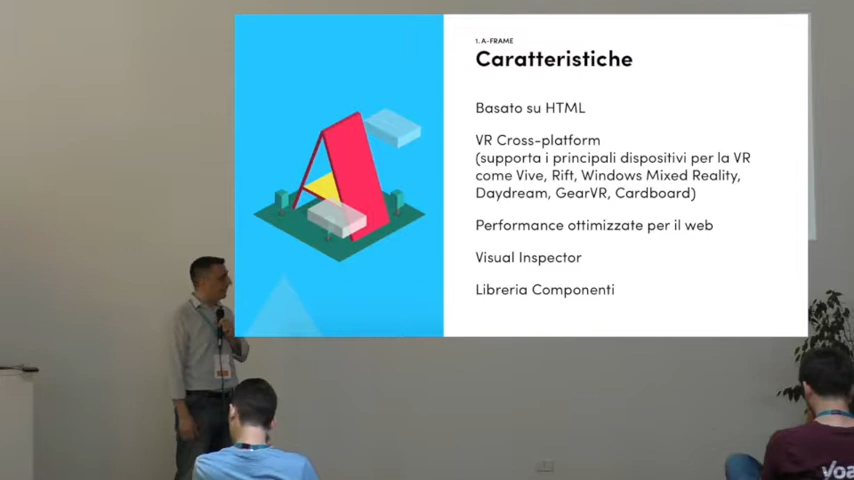 1. A-FRAME
Caratteristiche
Basato su HTML
VR Cross-platform
(supporta i principali dispositivi per la VR
come Vive, Rift, Windows Mixed Reality,
Daydream, GearVR, Cardboard)
Performance ottimizzate per il web
Visual Inspector
Libreria Componenti